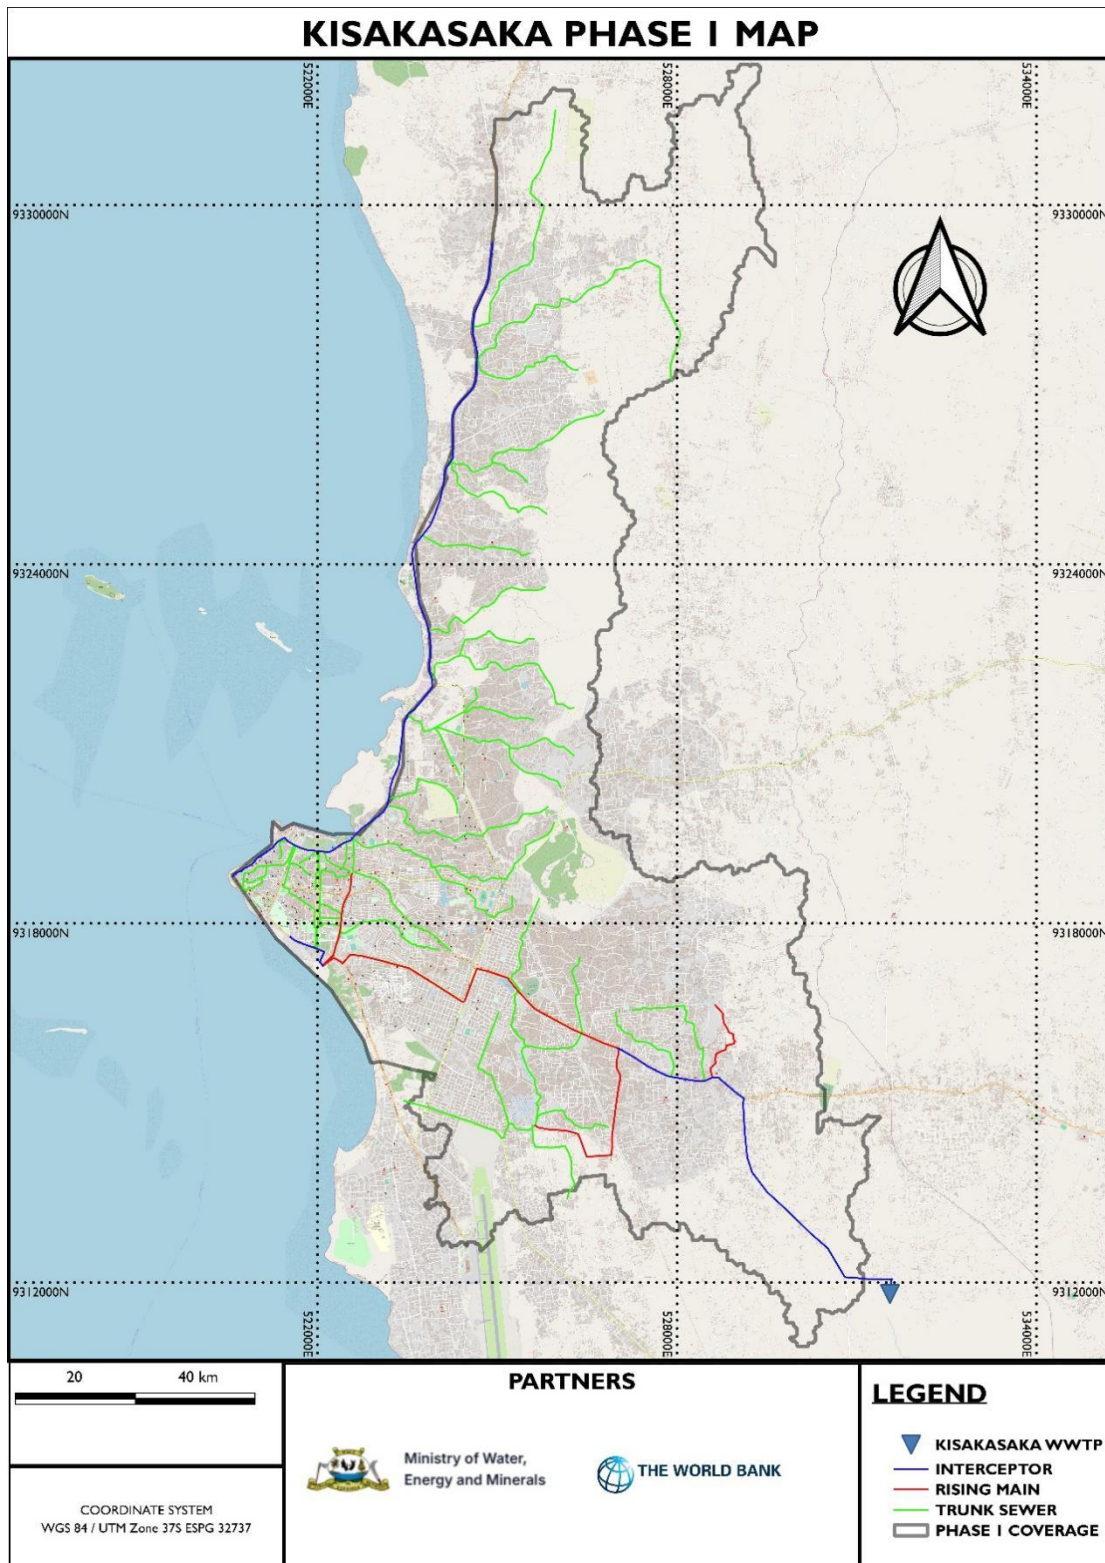 KISAKASAKA PHASE I MAP
522000E
528000E
534000E
9330000N
9330000N
9324000N
9324000N
9318000N
9318000N
9312000N
9312000N
522000E
528000E
534000E
20 40 km
COORDINATE SYSTEM
WGS 84 / UTM Zone 37S ESPG 32737
PARTNERS
Ministry of Water,
Energy and Minerals
THE WORLD BANK
LEGEND
KISAKASAKA WWTP
INTERCEPTOR
RISING MAIN
TRUNK SEWER
PHASE I COVERAGE